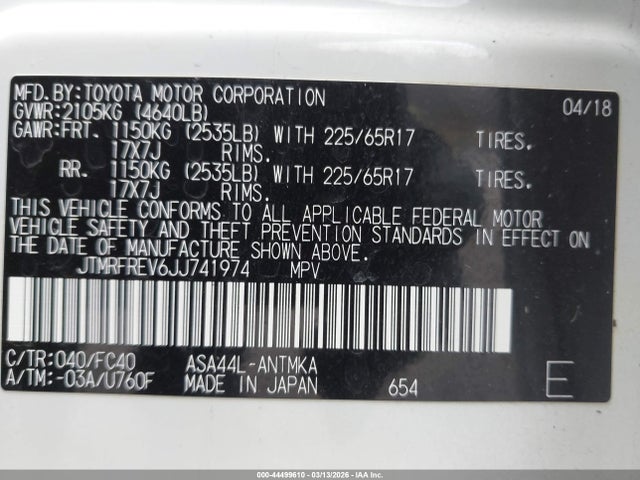 MFD. BY: TOYOTA MOTOR CORPORATION 04/18
GVWR: 2105KG (4640LB)
GAWR: FRT. 1150KG (2535LB) WITH 225/65R17 TIRES.
17X7J RIMS.
RR. 1150KG (2535LB) WITH 225/65R17 TIRES.
17X7J RIMS.
THIS VEHICLE CONFORMS TO ALL APPLICABLE FEDERAL MOTOR
VEHICLE SAFETY AND THEFT PREVENTION STANDARDS IN EFFECT ON
THE DATE OF MANUFACTURE SHOWN ABOVE.
JTMRFREV6JJ741974 MPV
C/TR: 040/FC40 ASA44L-ANTMKA
A/TM: -03A/U760F MADE IN JAPAN 654 E
000-44499610 - 03/13/2026 - IAA Inc.